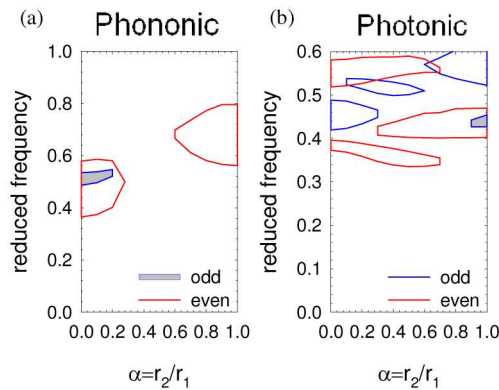 (a) Phononic
reduced frequency
1.0
0.8
0.6
0.4
0.2
0.0
odd
even
0.0 0.2 0.4 0.6 0.8 1.0
α=r₂/r₁
(b) Photonic
reduced frequency
0.6
0.5
0.4
0.3
0.2
0.1
0.0
odd
even
0.0 0.2 0.4 0.6 0.8 1.0
α=r₂/r₁